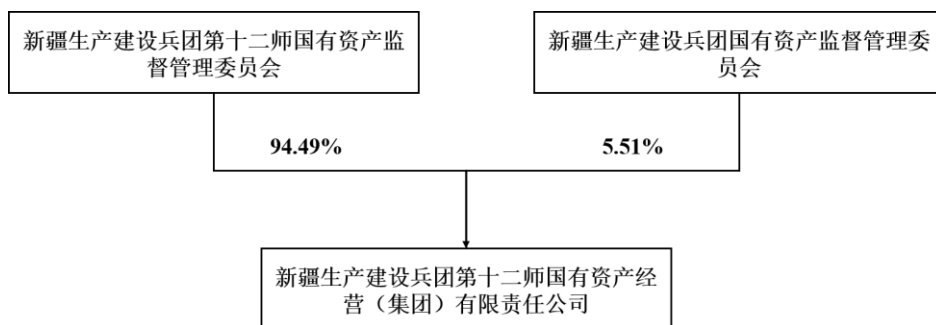 新疆生产建设兵团第十二师国有资产监
督管理委员会
新疆生产建设兵团国有资产监督管理委
员会
94.49%
5.51%
新疆生产建设兵团第十二师国有资产经
营（集团）有限责任公司